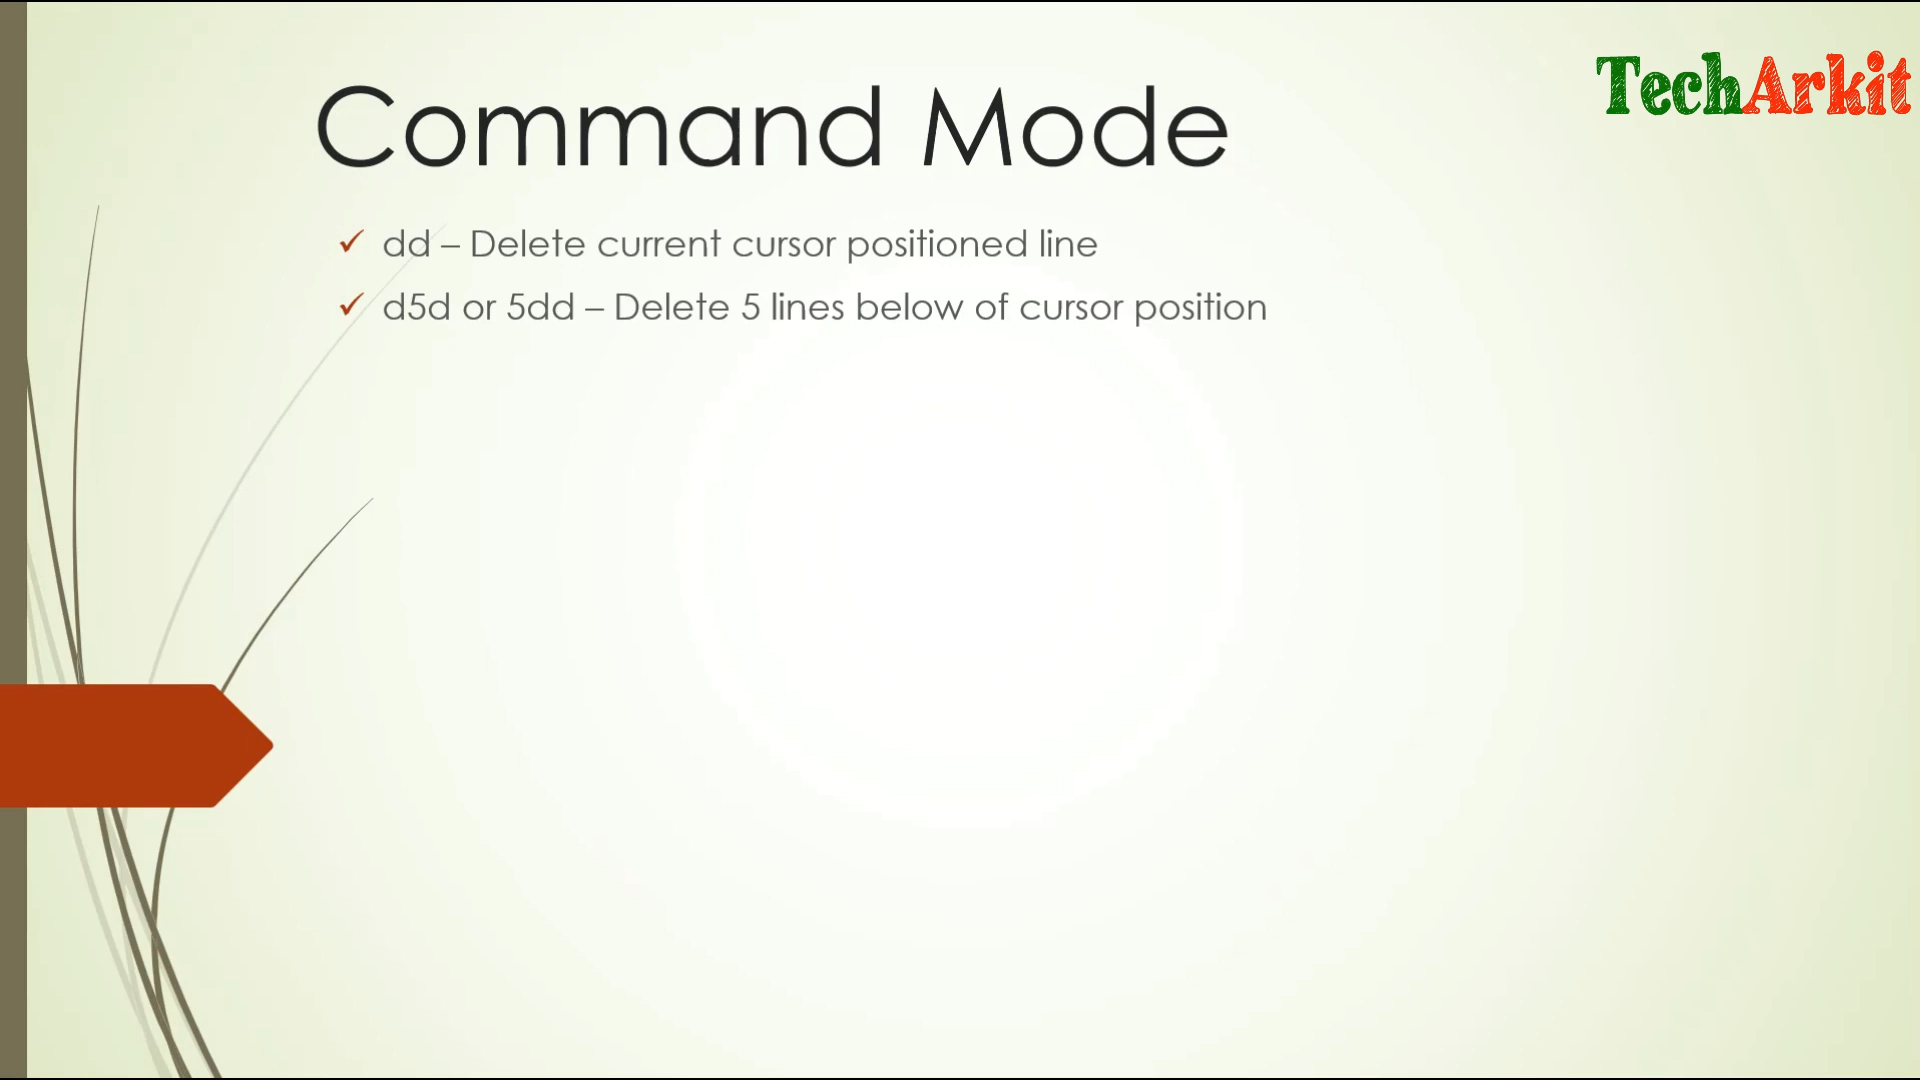 TechArkit
Command Mode
✓ dd – Delete current cursor positioned line
✓ d5d or 5dd – Delete 5 lines below of cursor position